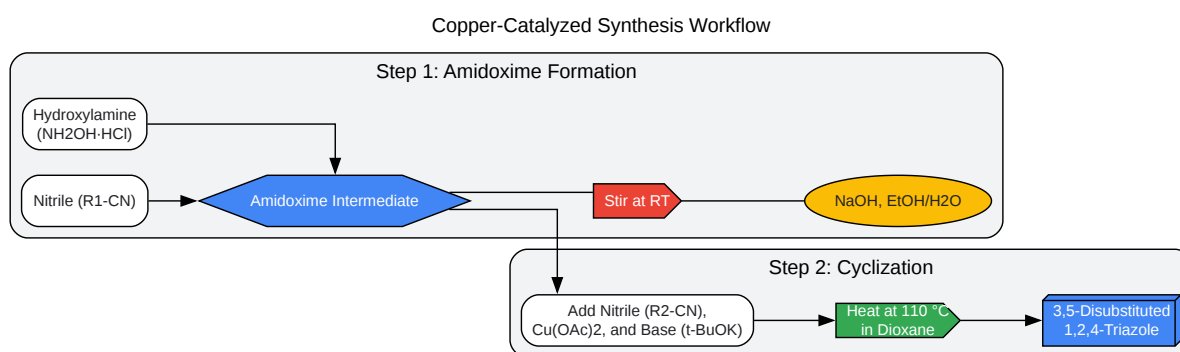 Copper-Catalyzed Synthesis Workflow
Step 1: Amidoxime Formation
Hydroxylamine
(NH2OH·HCl)
Nitrile (R1-CN)
Amidoxime Intermediate
Stir at RT
NaOH, EtOH/H2O
Step 2: Cyclization
Add Nitrile (R2-CN),
Cu(OAc)2, and Base (t-BuOK)
Heat at 110 °C
in Dioxane
3,5-Disubstituted
1,2,4-Triazole